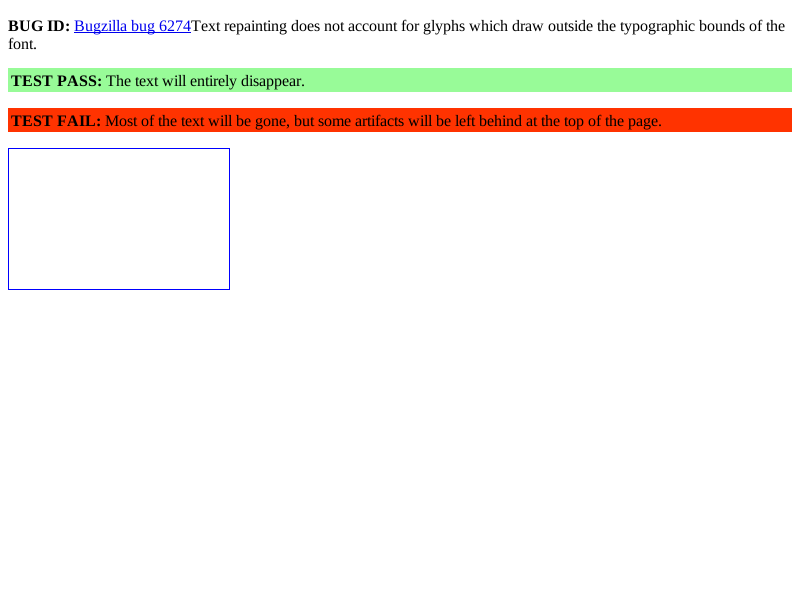 BUG ID: Bugzilla bug 6274Text repainting does not account for glyphs which draw outside the typographic bounds of the
font.
TEST PASS: The text will entirely disappear.
TEST FAIL: Most of the text will be gone, but some artifacts will be left behind at the top of the page.